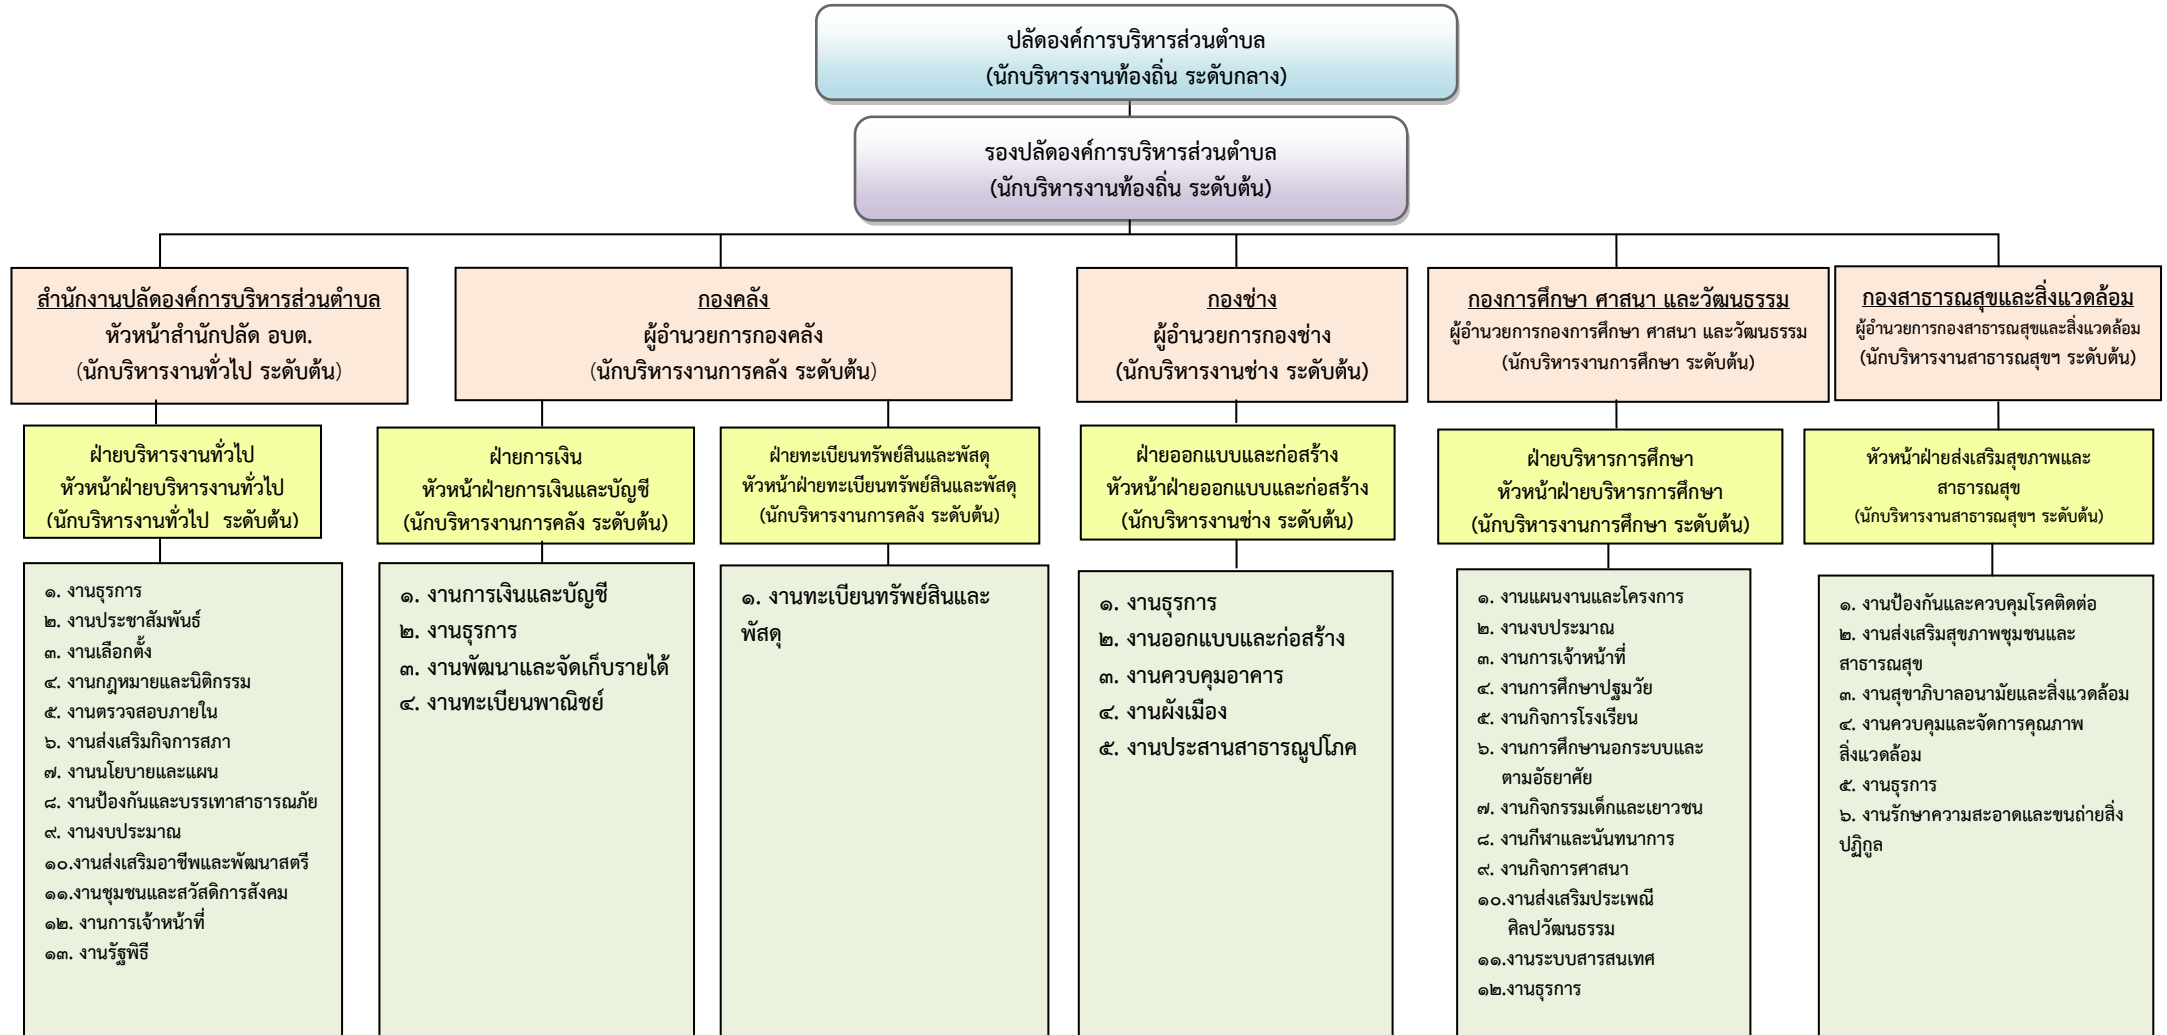 ปลัดองค์การบริหารส่วนตำบล
(นักบริหารงานท้องถิ่น ระดับกลาง)
รองปลัดองค์การบริหารส่วนตำบล
(นักบริหารงานท้องถิ่น ระดับต้น)
สำนักงานปลัดองค์การบริหารส่วนตำบล
หัวหน้าสำนักปลัด อบต.
(นักบริหารงานทั่วไป ระดับต้น)
กองคลัง
ผู้อำนวยการกองคลัง
(นักบริหารงานการคลัง ระดับต้น)
กองช่าง
ผู้อำนวยการกองช่าง
(นักบริหารงานช่าง ระดับต้น)
กองการศึกษา ศาสนา และวัฒนธรรม
ผู้อำนวยการกองการศึกษา ศาสนา และวัฒนธรรม
(นักบริหารงานการศึกษา ระดับต้น)
กองสาธารณสุขและสิ่งแวดล้อม
ผู้อำนวยการกองสาธารณสุขและสิ่งแวดล้อม
(นักบริหารงานสาธารณสุขฯ ระดับต้น)
ฝ่ายบริหารงานทั่วไป
หัวหน้าฝ่ายบริหารงานทั่วไป
(นักบริหารงานทั่วไป ระดับต้น)
ฝ่ายการเงิน
หัวหน้าฝ่ายการเงินและบัญชี
(นักบริหารงานการคลัง ระดับต้น)
ฝ่ายทะเบียนทรัพย์สินและพัสดุ
หัวหน้าฝ่ายทะเบียนทรัพย์สินและพัสดุ
(นักบริหารงานการคลัง ระดับต้น)
ฝ่ายออกแบบและก่อสร้าง
หัวหน้าฝ่ายออกแบบและก่อสร้าง
(นักบริหารงานช่าง ระดับต้น)
ฝ่ายบริหารการศึกษา
หัวหน้าฝ่ายบริหารการศึกษา
(นักบริหารงานการศึกษา ระดับต้น)
หัวหน้าฝ่ายส่งเสริมสุขภาพและ
สาธารณสุข
(นักบริหารงานสาธารณสุขฯ ระดับต้น)
๑. งานธุรการ
๒. งานประชาสัมพันธ์
๓. งานเลือกตั้ง
๔. งานกฎหมายและนิติกรรม
๕. งานตรวจสอบภายใน
๖. งานส่งเสริมกิจการสภา
๗. งานนโยบายและแผน
๘. งานป้องกันและบรรเทาสาธารณภัย
๙. งานงบประมาณ
๑๐.งานส่งเสริมอาชีพและพัฒนาสตรี
๑๑.งานชุมชนและสวัสดิการสังคม
๑๒. งานการเจ้าหน้าที่
๑๓. งานรัฐพิธี
๑. งานการเงินและบัญชี
๒. งานธุรการ
๓. งานพัฒนาและจัดเก็บรายได้
๔. งานทะเบียนพาณิชย์
๑. งานทะเบียนทรัพย์สินและ
พัสดุ
๑. งานธุรการ
๒. งานออกแบบและก่อสร้าง
๓. งานควบคุมอาคาร
๔. งานผังเมือง
๕. งานประสานสาธารณูปโภค
๑. งานแผนงานและโครงการ
๒. งานงบประมาณ
๓. งานการเจ้าหน้าที่
๔. งานการศึกษาปฐมวัย
๕. งานกิจการโรงเรียน
๖. งานการศึกษานอกระบบและ
ตามอัธยาศัย
๗. งานกิจกรรมเด็กและเยาวชน
๘. งานกีฬาและนันทนาการ
๙. งานกิจการศาสนา
๑๐.งานส่งเสริมประเพณี
ศิลปวัฒนธรรม
๑๑.งานระบบสารสนเทศ
๑๒.งานธุรการ
๑. งานป้องกันและควบคุมโรคติดต่อ
๒. งานส่งเสริมสุขภาพชุมชนและ
สาธารณสุข
๓. งานสุขาภิบาลอนามัยและสิ่งแวดล้อม
๔. งานควบคุมและจัดการคุณภาพ
สิ่งแวดล้อม
๕. งานธุรการ
๖. งานรักษาความสะอาดและขนถ่ายสิ่ง
ปฏิกูล